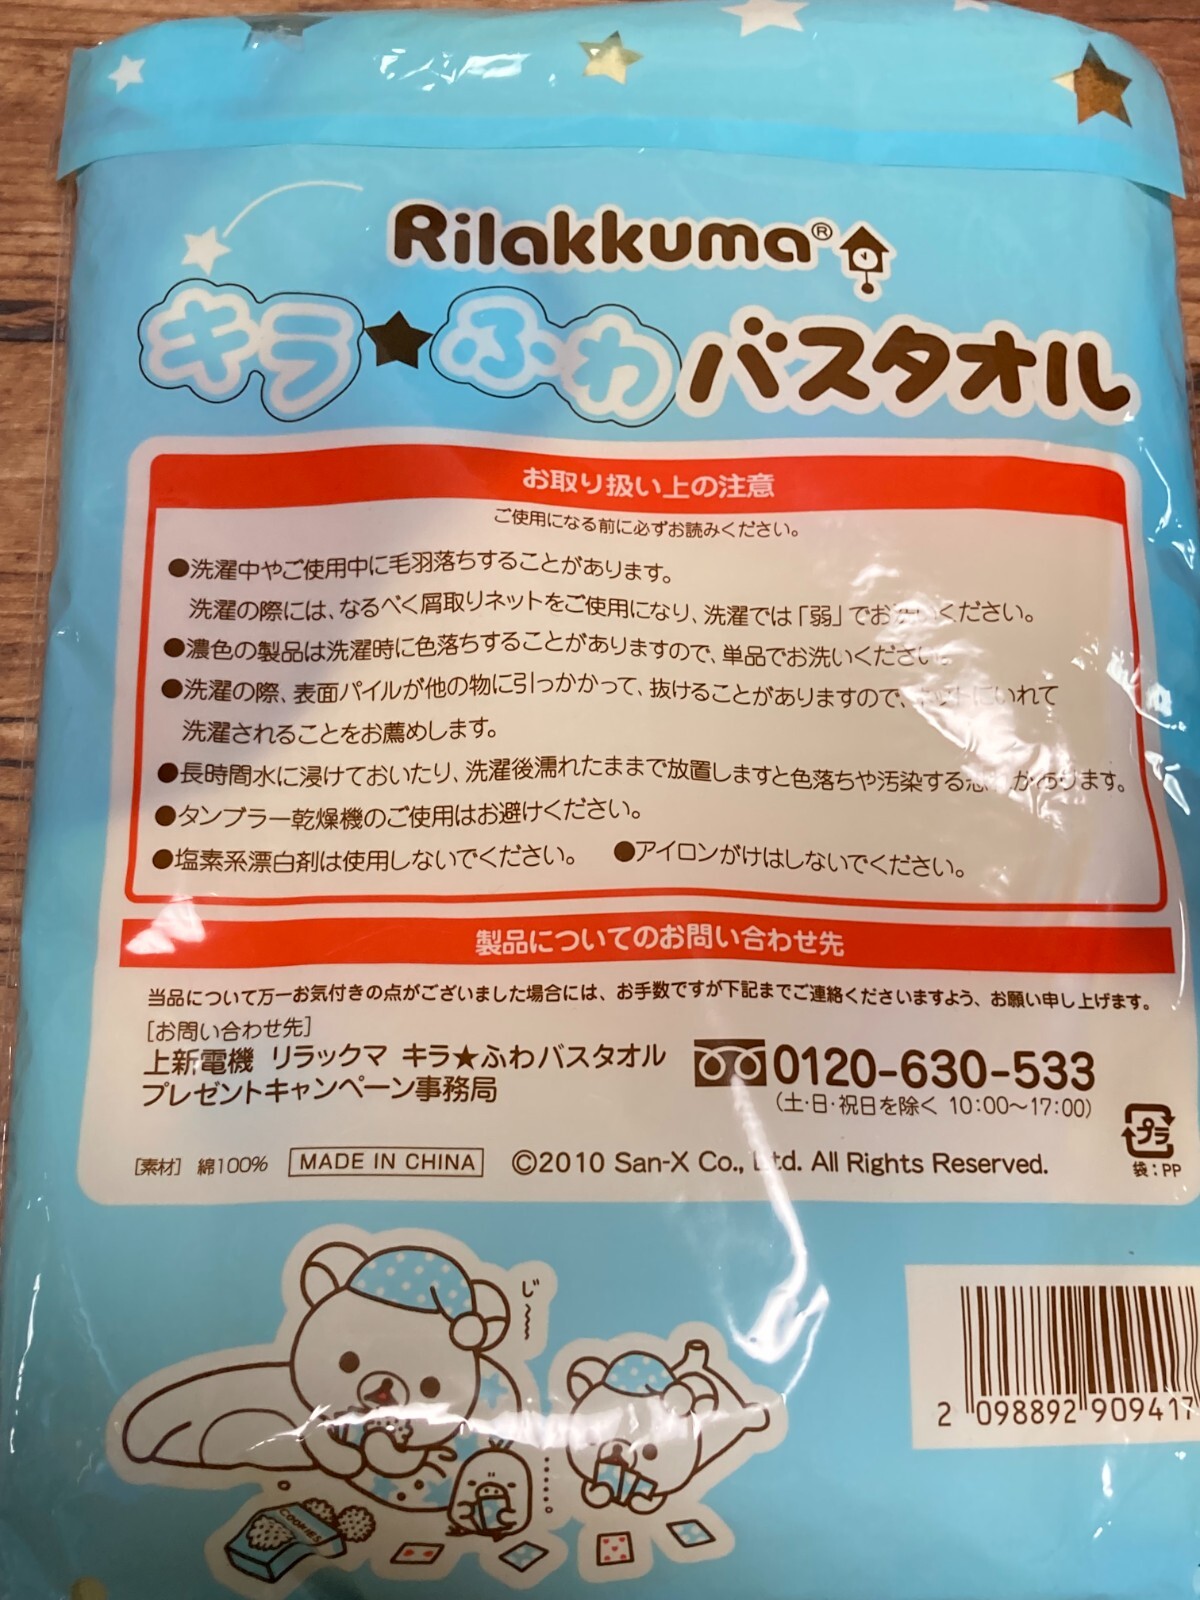 Rilakkuma®
キラ★ふわバスタオル
お取り扱い上の注意
ご使用になる前に必ずお読みください。
●洗濯中やご使用中に毛羽落ちすることがあります。
洗濯の際には、なるべく屑取りネットをご使用になり、洗濯では「弱」でお洗いください。
●濃色の製品は洗濯時に色落ちすることがありますので、単品でお洗いください。
●洗濯の際、表面パイルが他の物に引っかかって、抜けることがありますので、ネットにいれて
洗濯されることをお薦めします。
●長時間水に浸けておいたり、洗濯後濡れたままで放置しますと色落ちや汚染する恐れがあります。
●タンブラー乾燥機のご使用はお避けください。
●塩素系漂白剤は使用しないでください。 ●アイロンがけはしないでください。
製品についてのお問い合わせ先
当品について万一お気付きの点がございました場合には、お手数ですが下記までご連絡くださいますよう、お願い申し上げます。
[お問い合わせ先]
上新電機 リラックマ キラ★ふわバスタオル
プレゼントキャンペーン事務局
0120-630-533
(土・日・祝日を除く 10:00～17:00)
プラ
袋:PP
[素材] 綿100% MADE IN CHINA ©2010 San-X Co., Ltd. All Rights Reserved.
じ〜
COOKIES
2 098892 909417